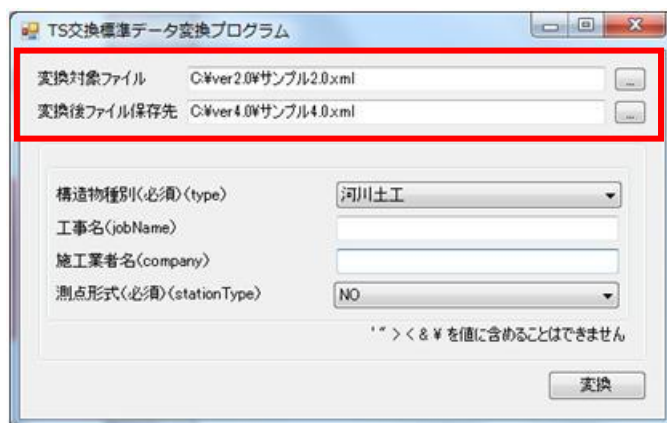 TS交換標準データ変換プログラム
変換対象ファイル C:¥ver2.0¥サンプル2.0.xml ...
変換後ファイル保存先 C:¥ver4.0¥サンプル4.0.xml ...
構造物種別(必須)(type) 河川土工
工事名(jobName)
施工業者名(company)
測点形式(必須)(stationType) NO
' " > < & ¥ を値に含めることはできません
変換